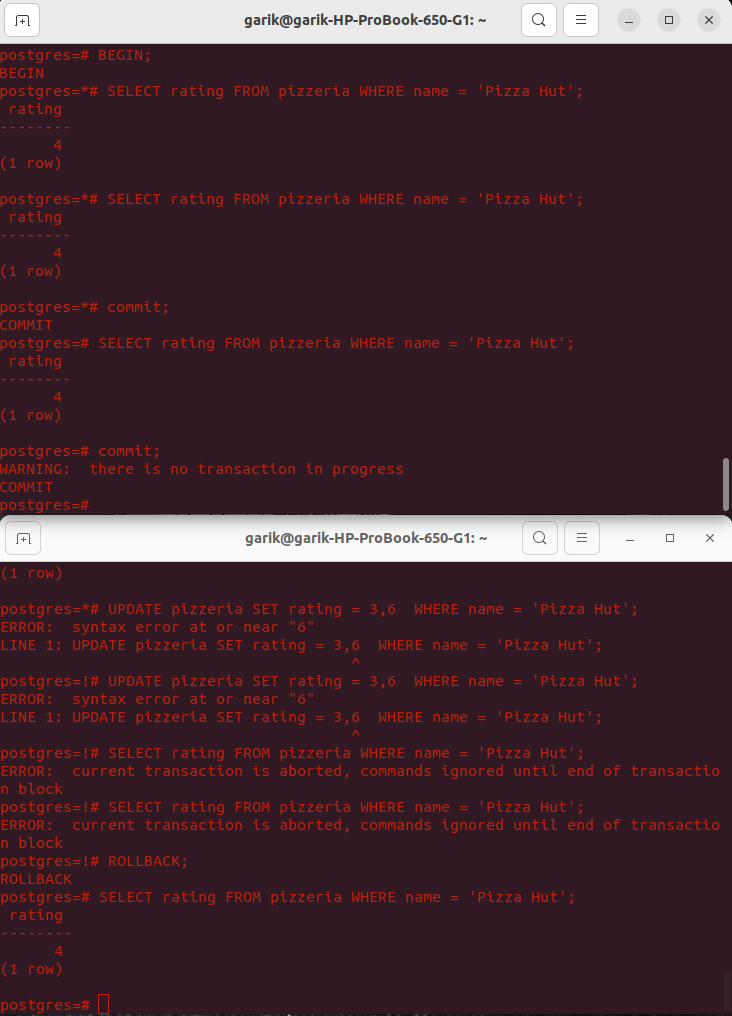 garik@garik-HP-ProBook-650-G1: ~
postgres=# BEGIN;
BEGIN
postgres=*# SELECT rating FROM pizzeria WHERE name = 'Pizza Hut';
 rating
--------
      4
(1 row)

postgres=*# SELECT rating FROM pizzeria WHERE name = 'Pizza Hut';
 rating
--------
      4
(1 row)

postgres=*# commit;
COMMIT
postgres=# SELECT rating FROM pizzeria WHERE name = 'Pizza Hut';
 rating
--------
      4
(1 row)

postgres=# commit;
WARNING:  there is no transaction in progress
COMMIT
postgres=#
garik@garik-HP-ProBook-650-G1: ~
(1 row)

postgres=*# UPDATE pizzeria SET rating = 3,6  WHERE name = 'Pizza Hut';
ERROR:  syntax error at or near "6"
LINE 1: UPDATE pizzeria SET rating = 3,6  WHERE name = 'Pizza Hut';
                                       ^
postgres=!# UPDATE pizzeria SET rating = 3,6  WHERE name = 'Pizza Hut';
ERROR:  syntax error at or near "6"
LINE 1: UPDATE pizzeria SET rating = 3,6  WHERE name = 'Pizza Hut';
                                       ^
postgres=!# SELECT rating FROM pizzeria WHERE name = 'Pizza Hut';
ERROR:  current transaction is aborted, commands ignored until end of transactio
n block
postgres=!# SELECT rating FROM pizzeria WHERE name = 'Pizza Hut';
ERROR:  current transaction is aborted, commands ignored until end of transactio
n block
postgres=!# ROLLBACK;
ROLLBACK
postgres=# SELECT rating FROM pizzeria WHERE name = 'Pizza Hut';
 rating
--------
      4
(1 row)

postgres=#